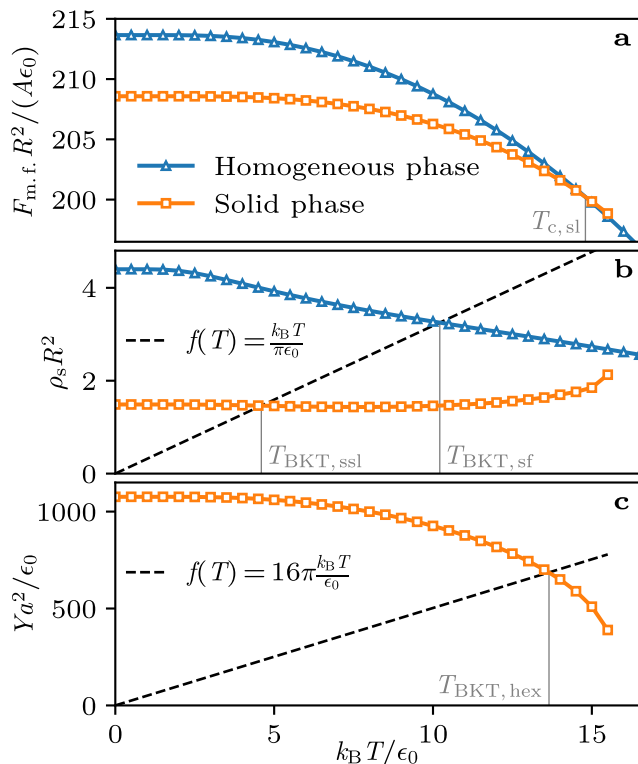 215
210
205
200
F_{m.f.} R^2/(Aϵ_0)
a
Homogeneous phase
Solid phase
T_{c, sl}
4
2
0
ρ_s R^2
b
f(T) = \frac{k_B T}{πϵ_0}
T_{BKT, ssl}
T_{BKT, sf}
1000
500
0
Ya^2/ϵ_0
c
f(T) = 16π\frac{k_B T}{ϵ_0}
T_{BKT, hex}
0 5 10 15
k_B T/ϵ_0